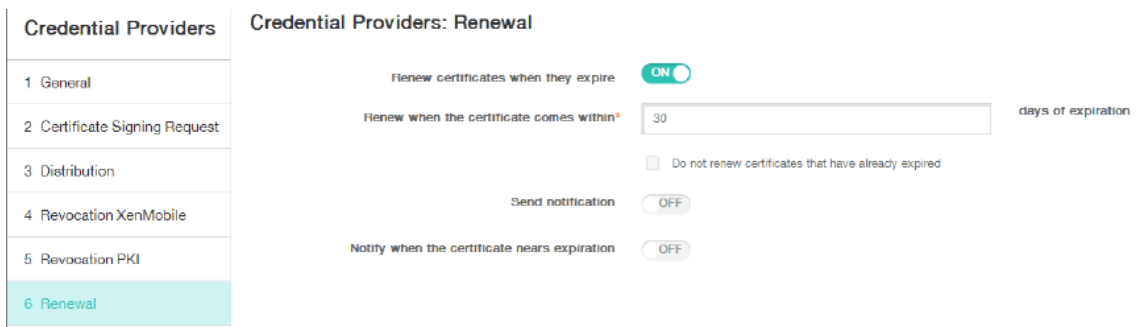 Credential Providers
1 General
2 Certificate Signing Request
3 Distribution
4 Revocation XenMobile
5 Revocation PKI
6 Renewal
Credential Providers: Renewal
Renew certificates when they expire ON
Renew when the certificate comes within* 30 days of expiration
Do not renew certificates that have already expired
Send notification OFF
Notify when the certificate nears expiration OFF